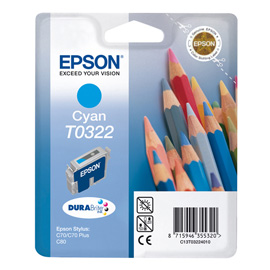 EPSON
EXCEED YOUR VISION
EPSON
Cyan
T0322
EPSON
DURABrite
Epson Stylus:
C70/C70 Plus
C80
8 715946 355320 >
C13T03224010